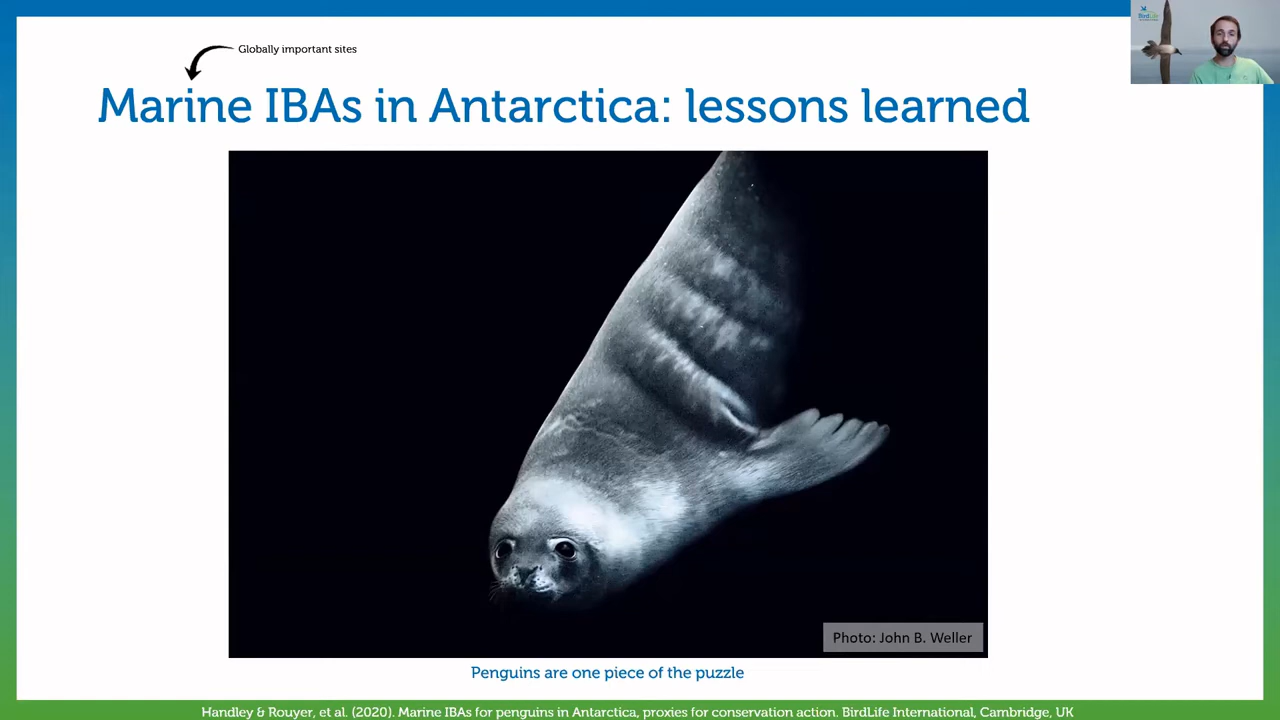 Globally important sites
Marine IBAs in Antarctica: lessons learned
BirdLife
Photo: John B. Weller
Penguins are one piece of the puzzle
Handley & Rouyer, et al. (2020). Marine IBAs for penguins in Antarctica, proxies for conservation action. BirdLife International, Cambridge, UK